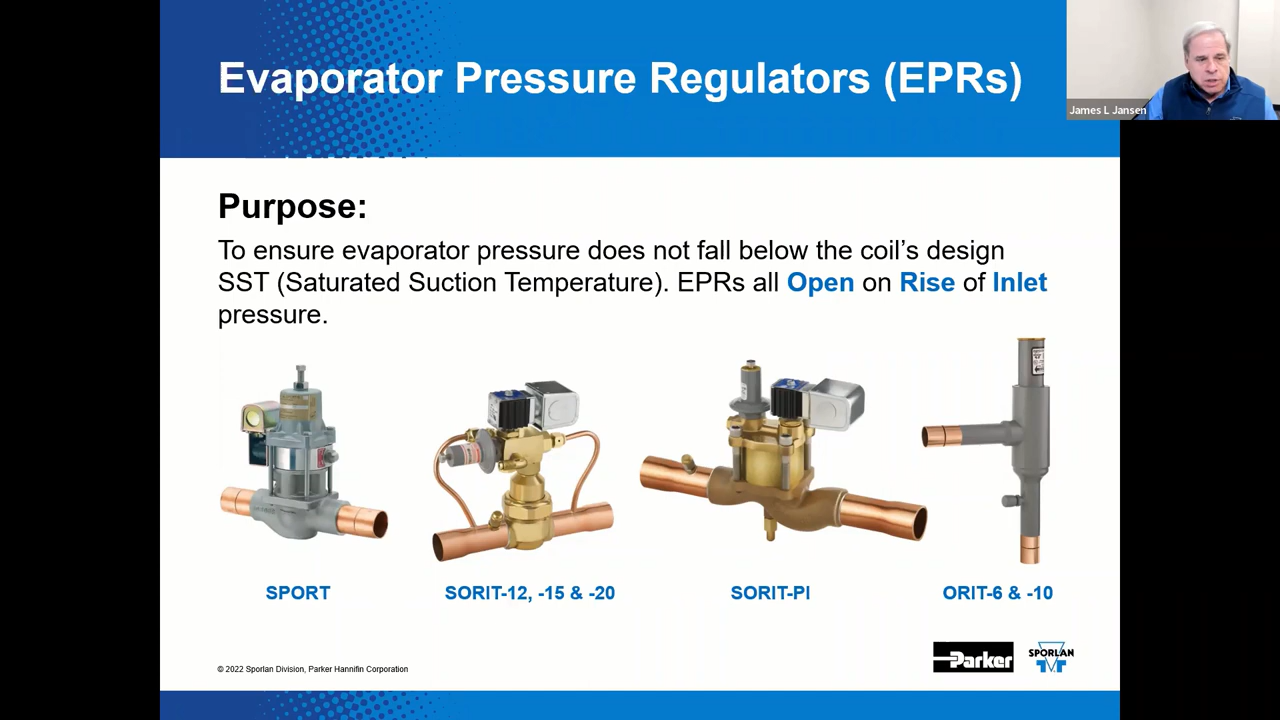 Evaporator Pressure Regulators (EPRs)
James L Jansen
Purpose:
To ensure evaporator pressure does not fall below the coil’s design
SST (Saturated Suction Temperature). EPRs all Open on Rise of Inlet
pressure.
SPORT
SORIT-12, -15 & -20
SORIT-PI
ORIT-6 & -10
© 2022 Sporlan Division, Parker Hannifin Corporation
Parker
SPORLAN